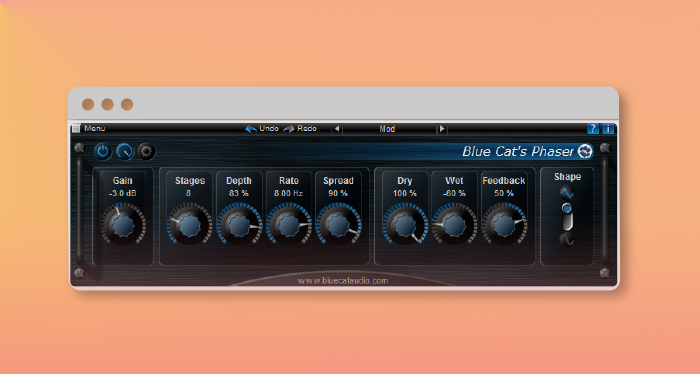 Menu Undo Redo Mod ? i
Blue Cat's Phaser
Gain Stages Depth Rate Spread Dry Wet Feedback Shape
-3.0 dB 8 83 % 8.00 Hz 90 % 100 % -60 % 50 %
www.bluecataudio.com